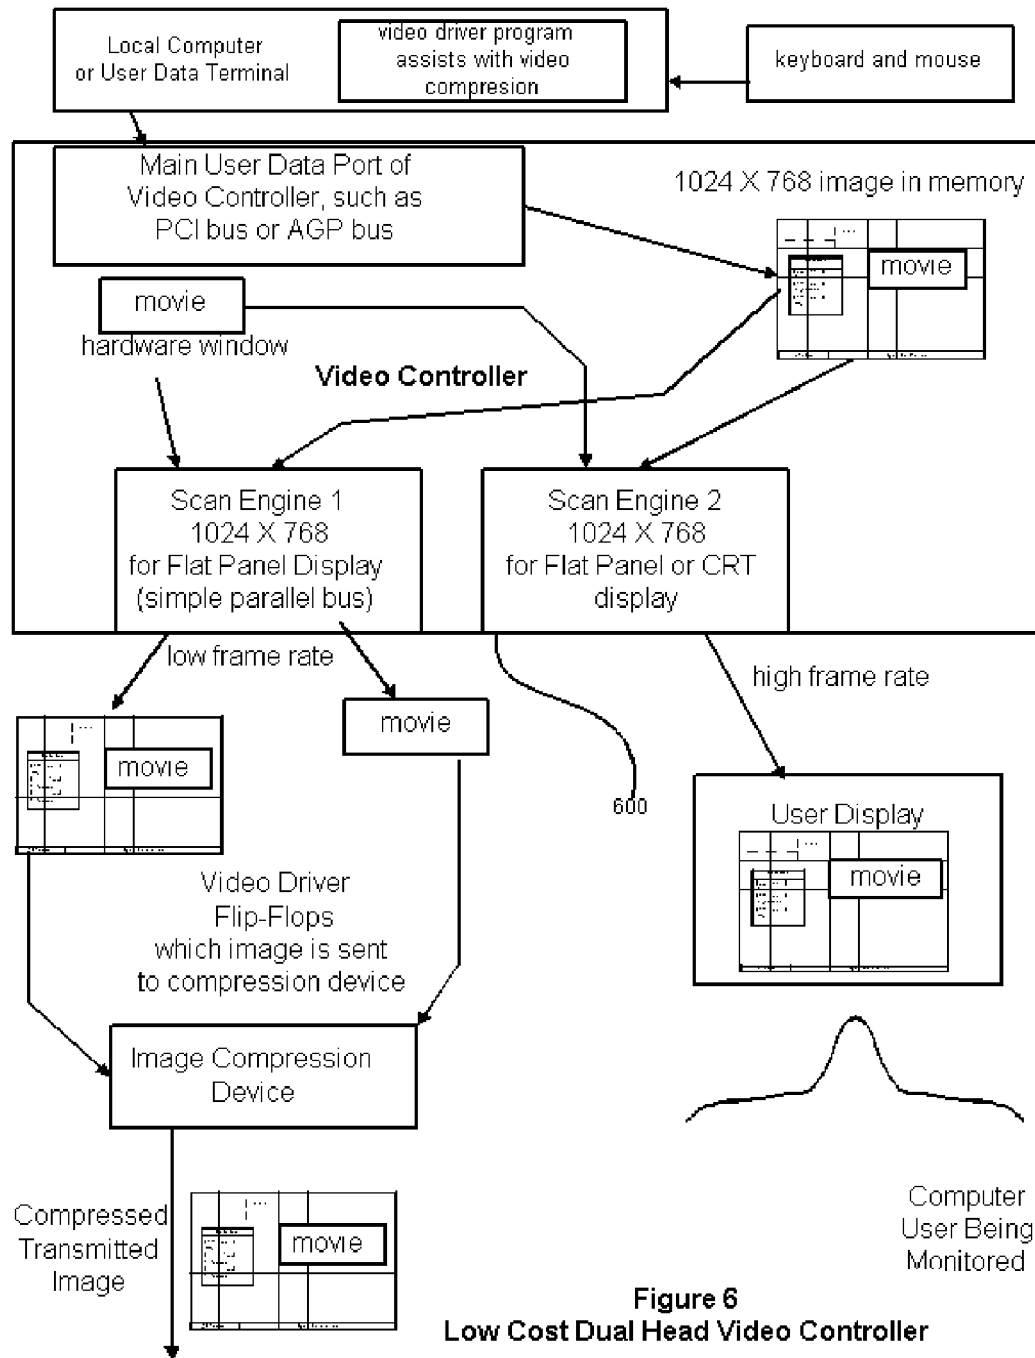 Local Computer
or User Data Terminal
video driver program
assists with video
compresion
keyboard and mouse
Main User Data Port of
Video Controller, such as
PCI bus or AGP bus
1024 X 768 image in memory
movie
movie
hardware window
Video Controller
Scan Engine 1
1024 X 768
for Flat Panel Display
(simple parallel bus)
Scan Engine 2
1024 X 768
for Flat Panel or CRT
display
low frame rate
high frame rate
movie
movie
600
User Display
movie
Video Driver
Flip-Flops
which image is sent
to compression device
Image Compression
Device
Compressed
Transmitted
Image
movie
Computer
User Being
Monitored
Figure 6
Low Cost Dual Head Video Controller